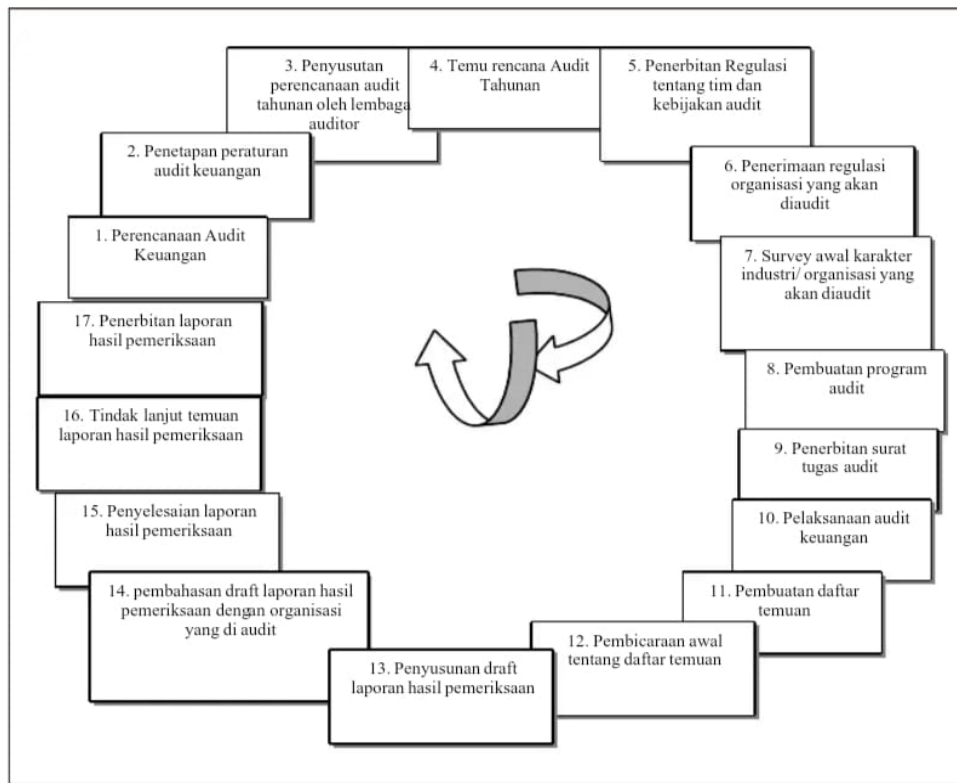 1. Perencanaan Audit
Keuangan
2. Penetapan peraturan
audit keuangan
3. Penyusutan
perencanaan audit
tahunan oleh lembaga
auditor
4. Temu rencana Audit
Tahunan
5. Penerbitan Regulasi
tentang tim dan
kebijakan audit
6. Penerimaan regulasi
organisasi yang akan
diaudit
7. Survey awal karakter
industri/ organisasi yang
akan diaudit
8. Pembuatan program
audit
9. Penerbitan surat
tugas audit
10. Pelaksanaan audit
keuangan
11. Pembuatan daftar
temuan
12. Pembicaraan awal
tentang daftar temuan
13. Penyusunan draft
laporan hasil pemeriksaan
14. pembahasan draft laporan hasil
pemeriksaan dengan organisasi
yang di audit
15. Penyelesaian laporan
hasil pemeriksaan
16. Tindak lanjut temuan
laporan hasil pemeriksaan
17. Penerbitan laporan
hasil pemeriksaan